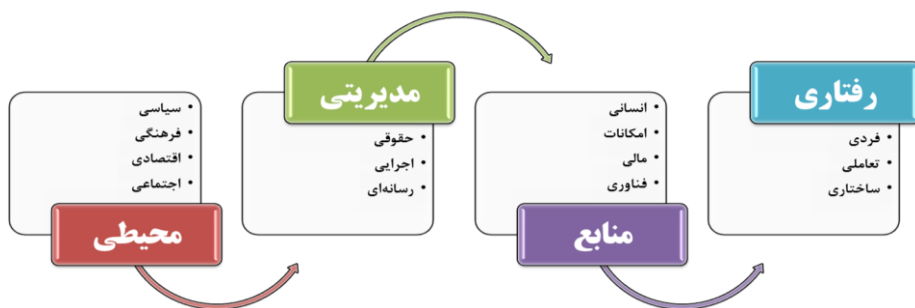 محیطی
سیاسی
فرهنگی
اقتصادی
اجتماعی
مدیریتی
حقوقی
اجرایی
رسانه‌ای
منابع
انسانی
امکانات
مالی
فناوری
رفتاری
فردی
تعاملی
ساختاری